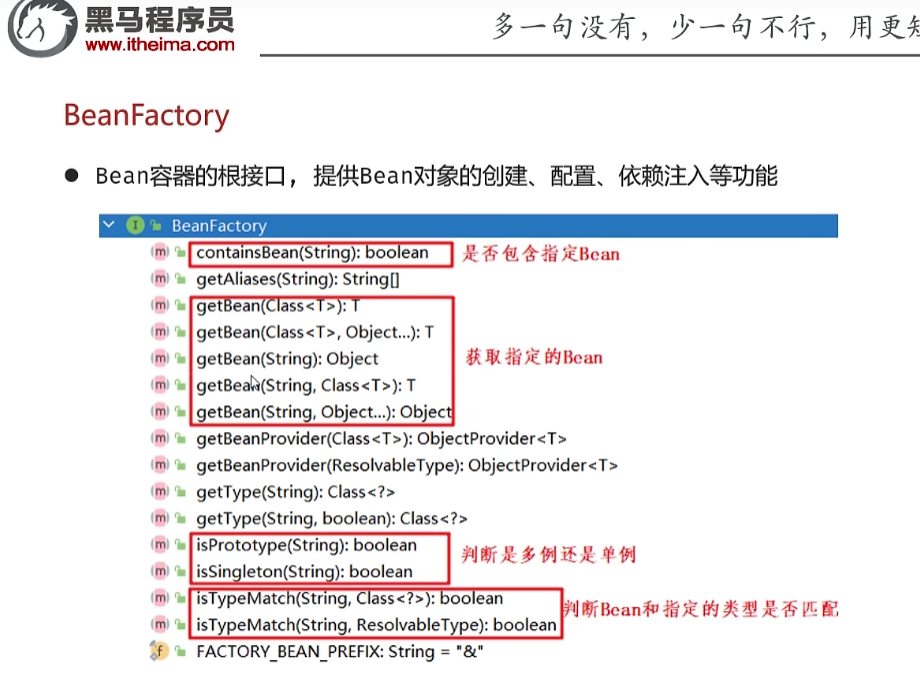 黑马程序员
www.itheima.com
多一句没有，少一句不行，用更
BeanFactory
● Bean容器的根接口，提供Bean对象的创建、配置、依赖注入等功能
I BeanFactory
m containsBean(String): boolean 是否包含指定Bean
m getAliases(String): String[]
m getBean(Class<T>): T
m getBean(Class<T>, Object...): T
m getBean(String): Object 获取指定的Bean
m getBean(String, Class<T>): T
m getBean(String, Object...): Object
m getBeanProvider(Class<T>): ObjectProvider<T>
m getBeanProvider(ResolvableType): ObjectProvider<T>
m getType(String): Class<?>
m getType(String, boolean): Class<?>
m isPrototype(String): boolean 判断是多例还是单例
m isSingleton(String): boolean
m isTypeMatch(String, Class<?>): boolean 判断Bean和指定的类型是否匹配
m isTypeMatch(String, ResolvableType): boolean
f FACTORY_BEAN_PREFIX: String = "&"